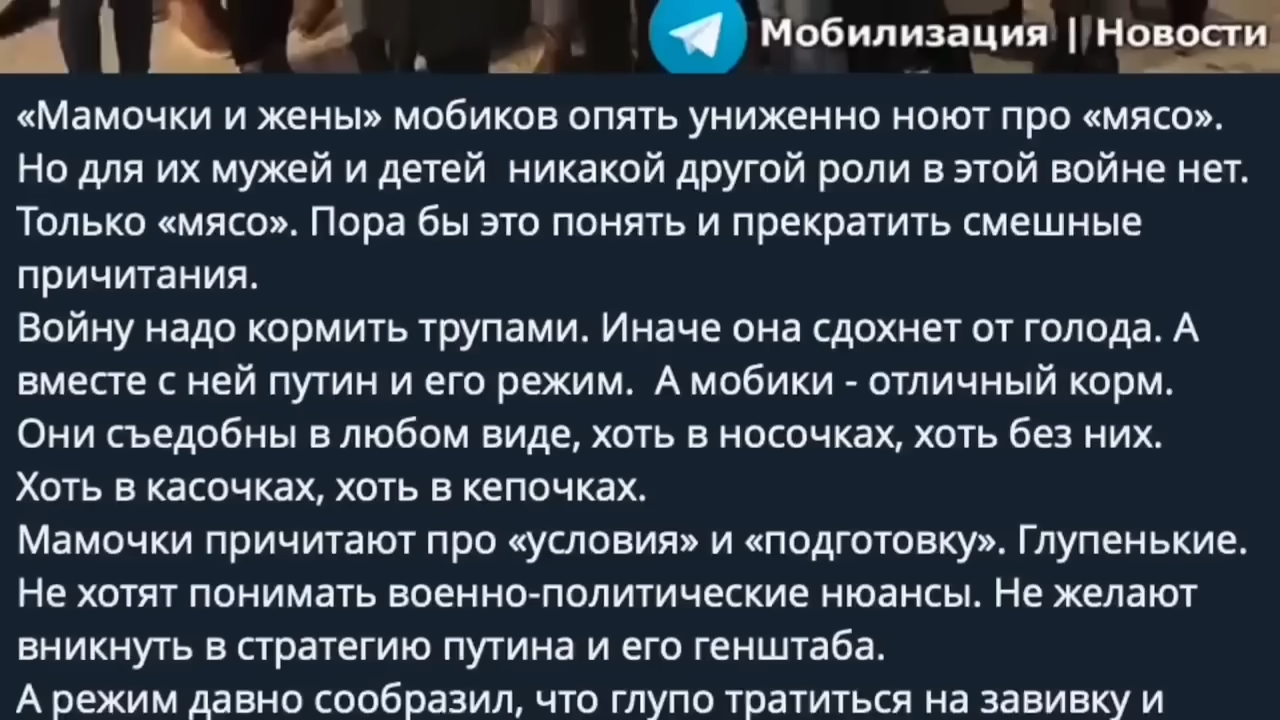 Мобилизация | Новости
«Мамочки и жены» мобиков опять униженно ноют про «мясо».
Но для их мужей и детей  никакой другой роли в этой войне нет.
Только «мясо». Пора бы это понять и прекратить смешные
причитания.
Войну надо кормить трупами. Иначе она сдохнет от голода. А
вместе с ней путин и его режим.  А мобики - отличный корм.
Они съедобны в любом виде, хоть в носочках, хоть без них.
Хоть в касочках, хоть в кепочках.
Мамочки причитают про «условия» и «подготовку». Глупенькие.
Не хотят понимать военно-политические нюансы. Не желают
вникнуть в стратегию путина и его генштаба.
А режим давно сообразил, что глупо тратиться на завивку и